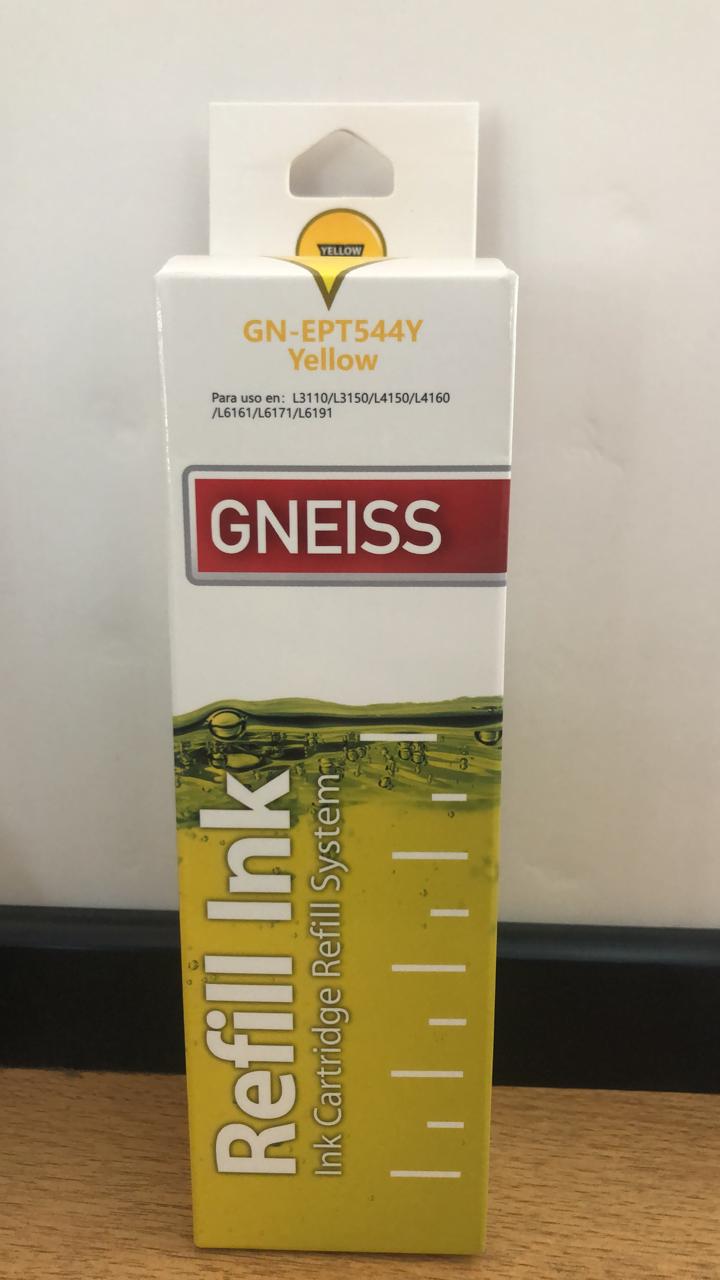 YELLOW
GN-EPT544Y
Yellow
Para uso en: L3110/L3150/L4150/L4160
/L6161/L6171/L6191
GNEISS
Refill Ink
Ink Cartridge Refill System